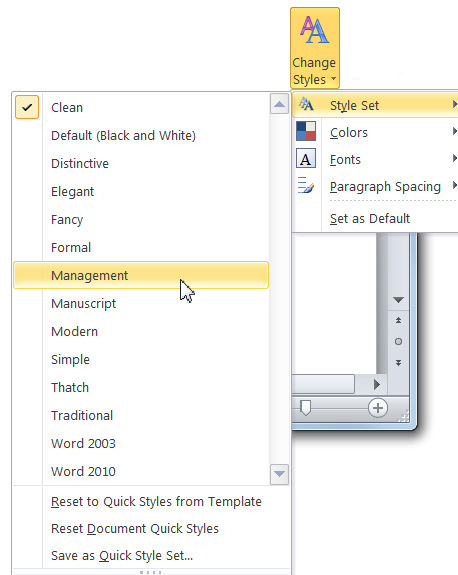 Change
Styles
Style Set
Colors
A Fonts
Paragraph Spacing
Set as Default
Clean
Default (Black and White)
Distinctive
Elegant
Fancy
Formal
Management
Manuscript
Modern
Simple
Thatch
Traditional
Word 2003
Word 2010
Reset to Quick Styles from Template
Reset Document Quick Styles
Save as Quick Style Set...